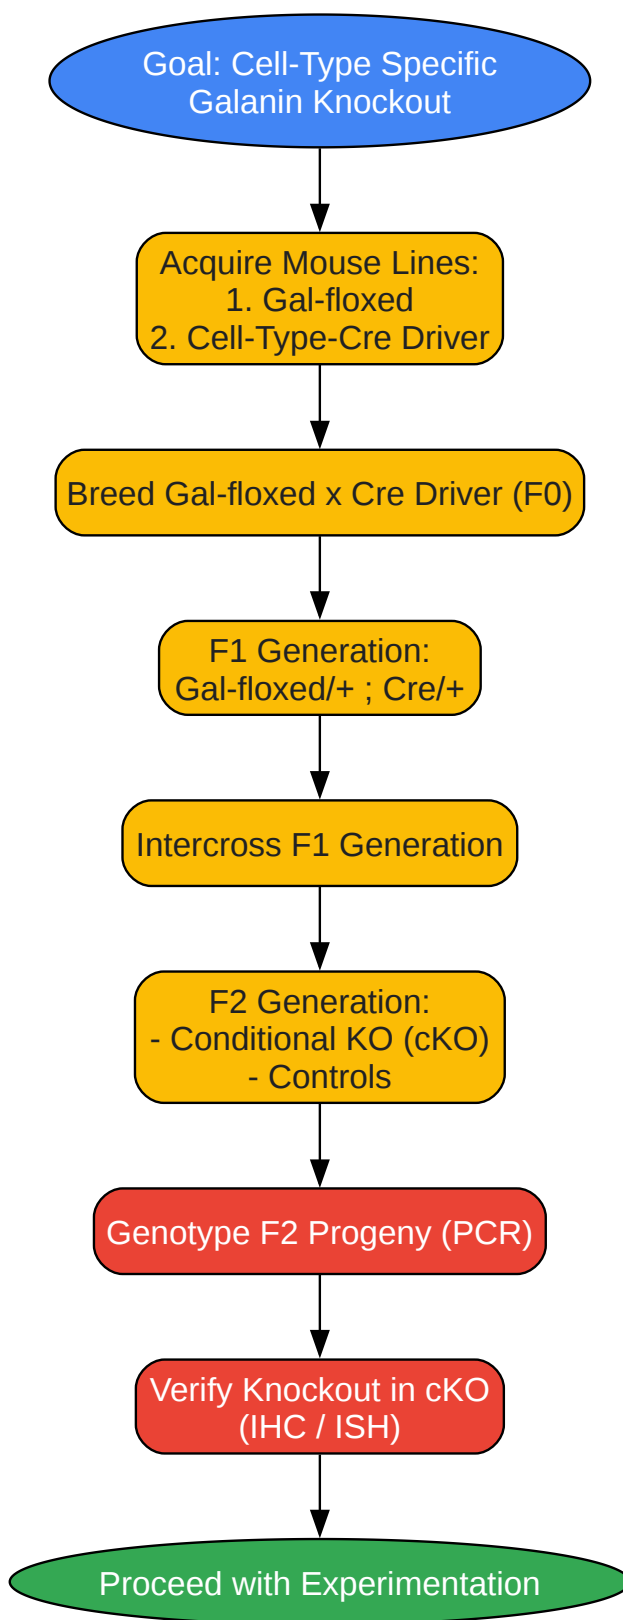 Goal: Cell-Type Specific
Galanin Knockout
Acquire Mouse Lines:
1. Gal-floxed
2. Cell-Type-Cre Driver
Breed Gal-floxed x Cre Driver (F0)
F1 Generation:
Gal-floxed/+ ; Cre/+
Intercross F1 Generation
F2 Generation:
- Conditional KO (cKO)
- Controls
Genotype F2 Progeny (PCR)
Verify Knockout in cKO
(IHC / ISH)
Proceed with Experimentation